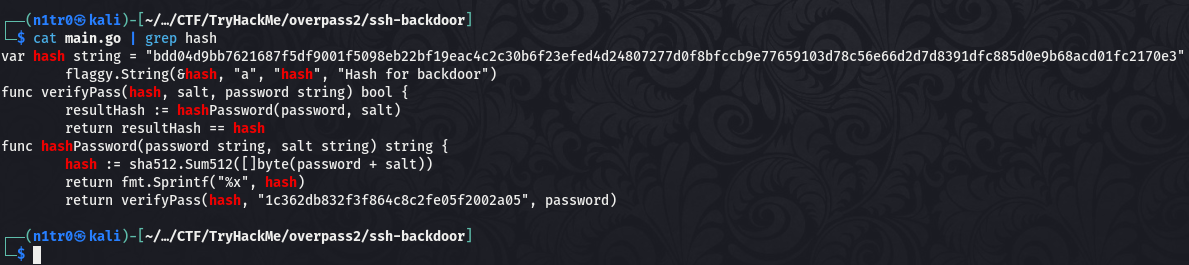 ┌──(n1tr0㉿kali)-[~/…/CTF/TryHackMe/overpass2/ssh-backdoor]
└─$ cat main.go | grep hash
var hash string = "bdd04d9bb7621687f5df9001f5098eb22bf19eac4c2c30b6f23efed4d24807277d0f8bfccb9e77659103d78c56e66d2d7d8391dfc885d0e9b68acd01fc2170e3"
        flaggy.String(&hash, "a", "hash", "Hash for backdoor")
func verifyPass(hash, salt, password string) bool {
        resultHash := hashPassword(password, salt)
        return resultHash == hash
func hashPassword(password string, salt string) string {
        hash := sha512.Sum512([]byte(password + salt))
        return fmt.Sprintf("%x", hash)
        return verifyPass(hash, "1c362db832f3f864c8c2fe05f2002a05", password)
┌──(n1tr0㉿kali)-[~/…/CTF/TryHackMe/overpass2/ssh-backdoor]
└─$